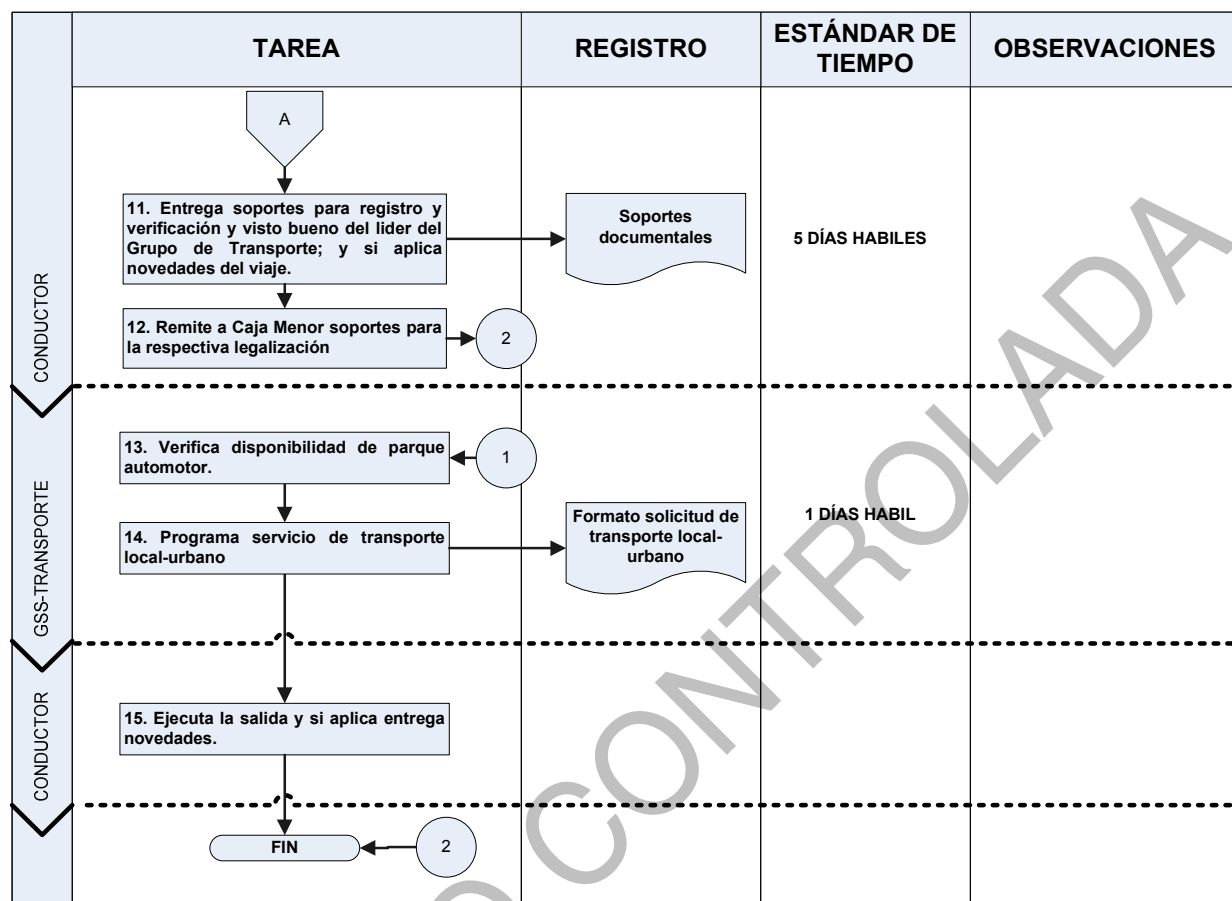 TAREA
REGISTRO
ESTÁNDAR DE
TIEMPO
OBSERVACIONES
CONDUCTOR
A
11. Entrega soportes para registro y
verificación y visto bueno del lider del
Grupo de Transporte; y si aplica
novedades del viaje.
Soportes
documentales
5 DÍAS HABILES
12. Remite a Caja Menor soportes para
la respectiva legalización
2
GSS-TRANSPORTE
13. Verifica disponibilidad de parque
automotor.
1
14. Programa servicio de transporte
local-urbano
Formato solicitud de
transporte local-
urbano
1 DÍAS HABIL
CONDUCTOR
15. Ejecuta la salida y si aplica entrega
novedades.
FIN
2
CONTROLADA